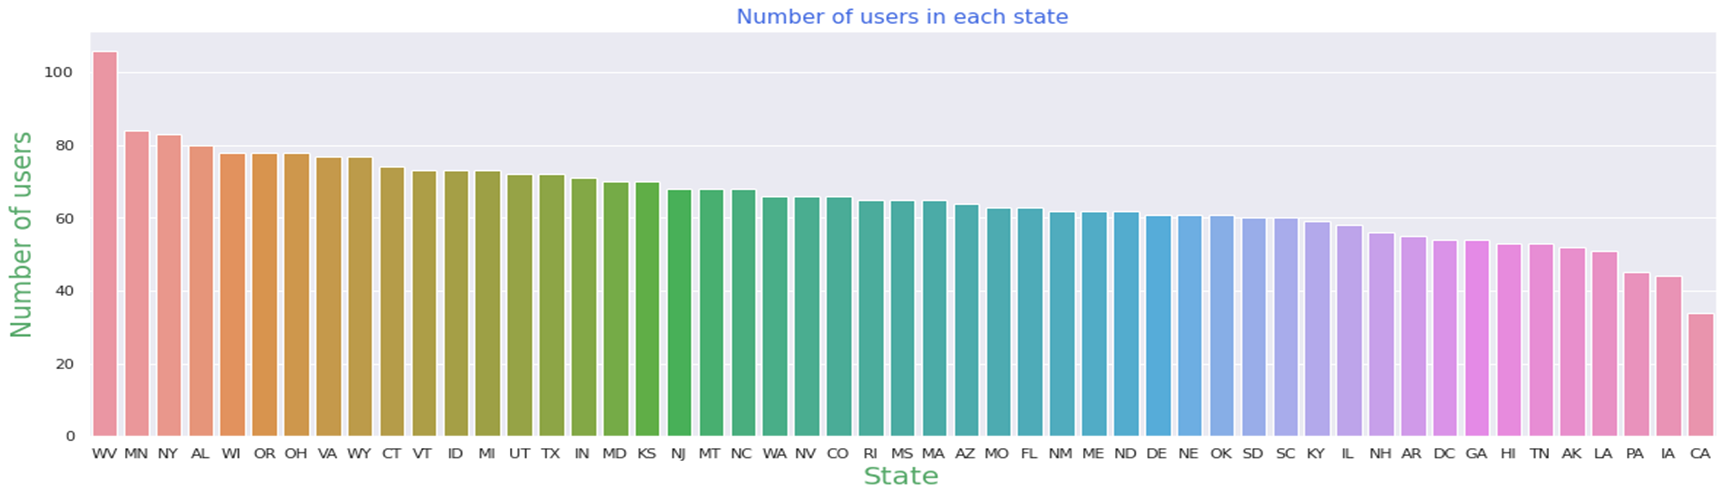 Number of users in each state
Number of users
100
80
60
40
20
0
WV MN NY AL WI OR OH VA WY CT VT ID MI UT TX IN MD KS NJ MT NC WA NV CO RI MS MA AZ MO FL NM ME ND DE NE OK SD SC KY IL NH AR DC GA HI TN AK LA PA IA CA
State